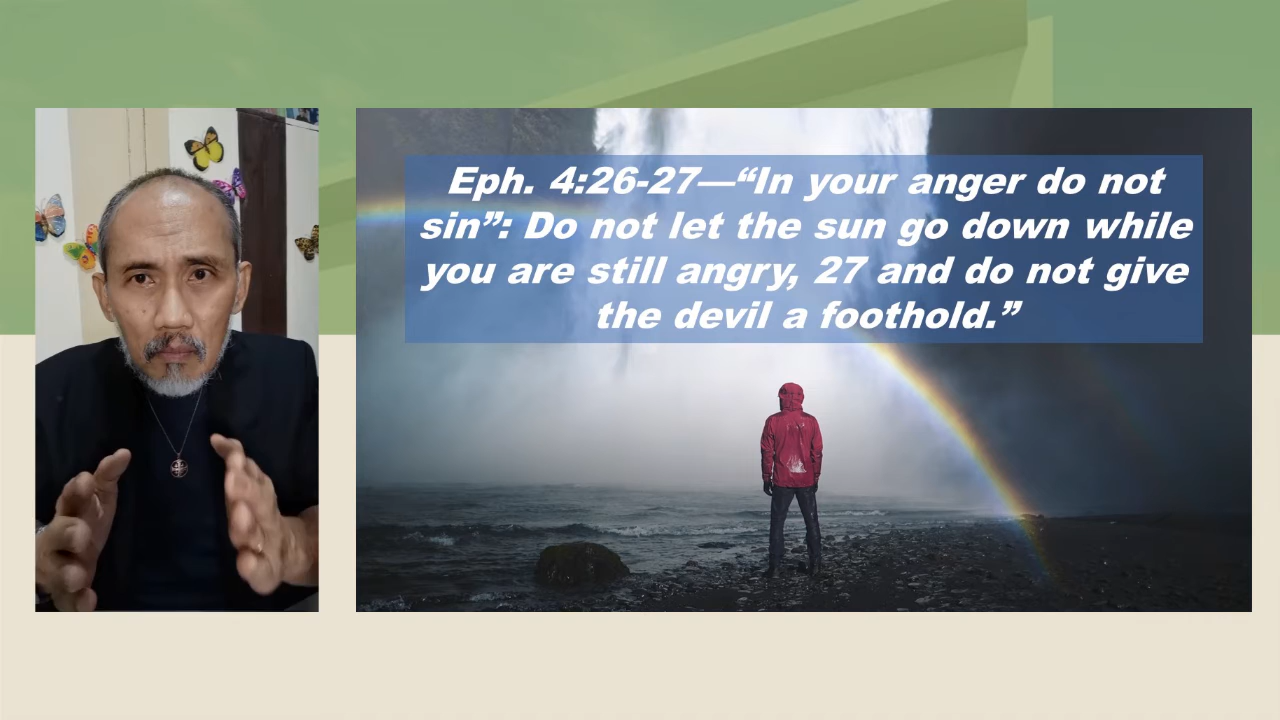 Eph. 4:26-27—“In your anger do not
sin”: Do not let the sun go down while
you are still angry, 27 and do not give
the devil a foothold.”